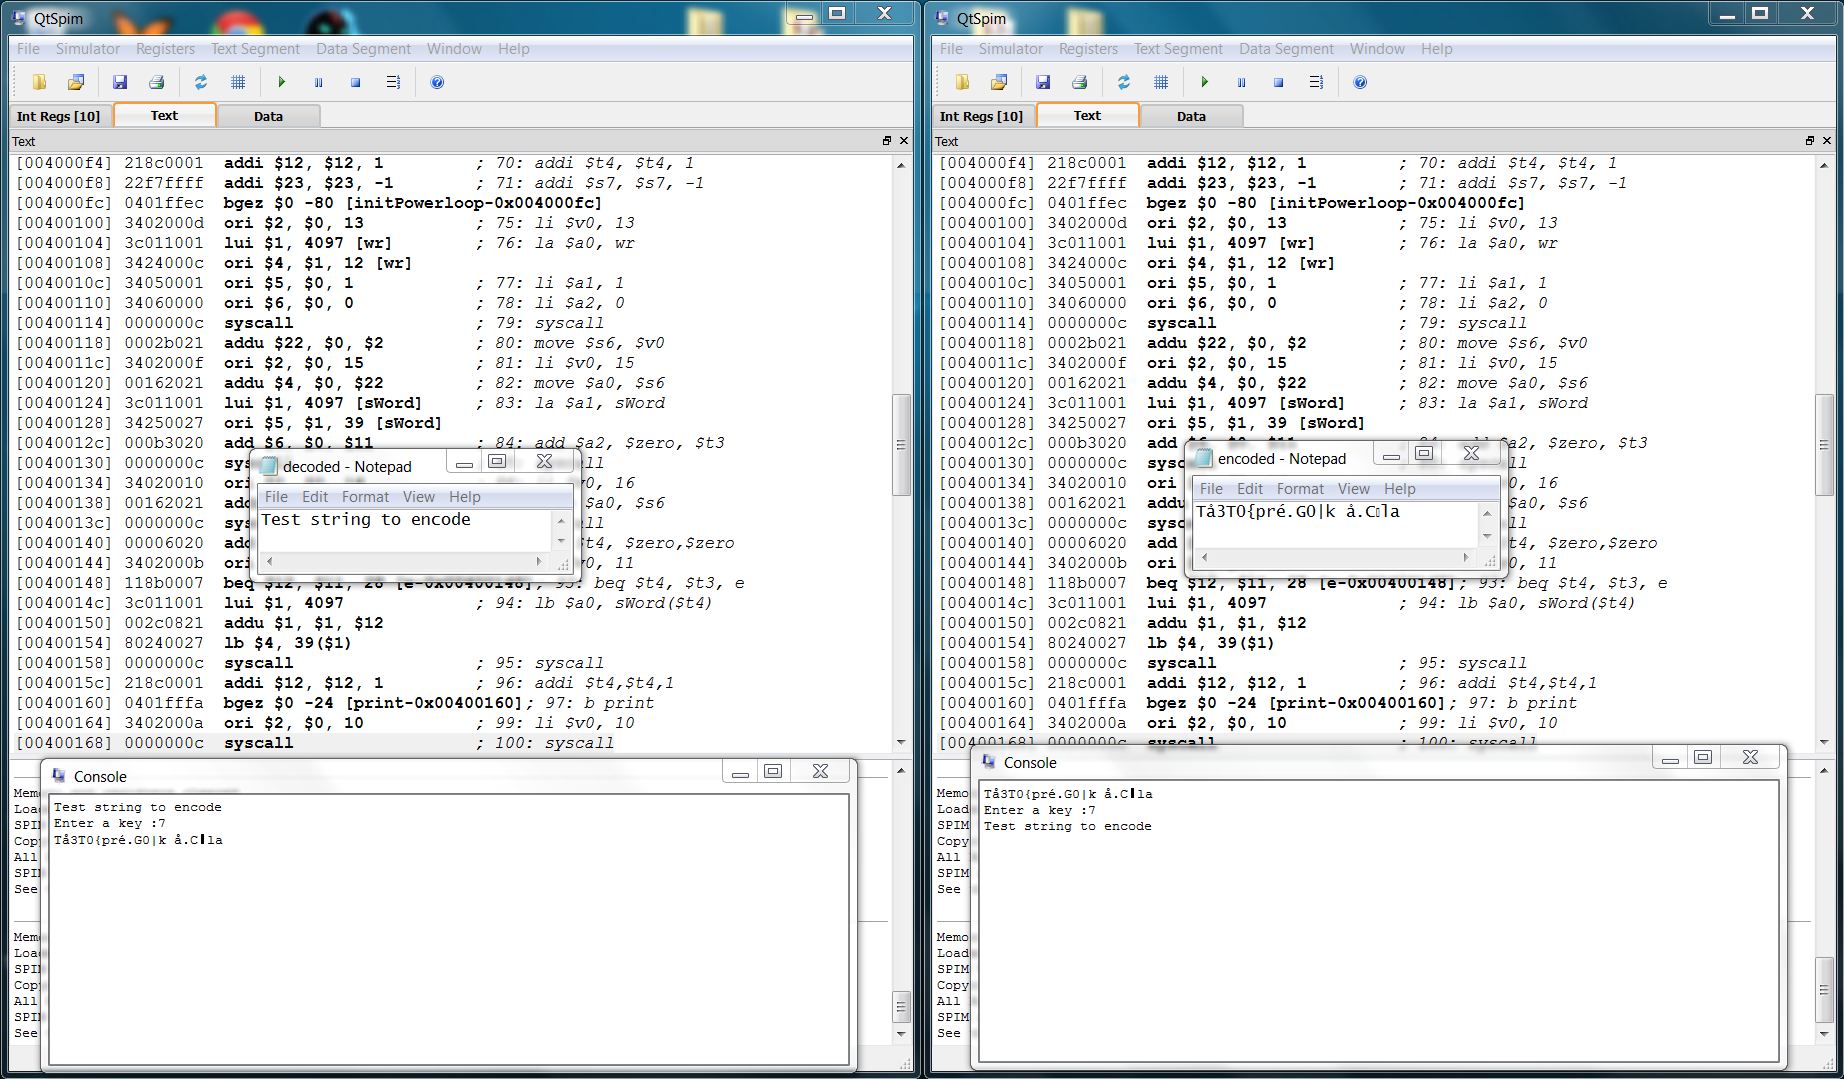 QtSpim
File Simulator Registers Text Segment Data Segment Window Help
Int Regs [10] Text Data
Text
[004000f4] 218c0001 addi $12, $12, 1 ; 70: addi $t4, $t4, 1
[004000f8] 22f7ffff addi $23, $23, -1 ; 71: addi $s7, $s7, -1
[004000fc] 0401ffec bgez $0 -80 [initPowerloop-0x004000fc]
[00400100] 3402000d ori $2, $0, 13 ; 75: li $v0, 13
[00400104] 3c011001 lui $1, 4097 [wr] ; 76: la $a0, wr
[00400108] 3424000c ori $4, $1, 12 [wr]
[0040010c] 34050001 ori $5, $0, 1 ; 77: li $a1, 1
[00400110] 34060000 ori $6, $0, 0 ; 78: li $a2, 0
[00400114] 0000000c syscall ; 79: syscall
[00400118] 0002b021 addu $22, $0, $2 ; 80: move $s6, $v0
[0040011c] 3402000f ori $2, $0, 15 ; 81: li $v0, 15
[00400120] 00162021 addu $4, $0, $22 ; 82: move $a0, $s6
[00400124] 3c011001 lui $1, 4097 [sWord] ; 83: la $a1, sWord
[00400128] 34250027 ori $5, $1, 39 [sWord]
[0040012c] 000b3020 add $6, $0, $11 ; 84: add $a2, $zero, $t3
[00400130] 0000000c sys
[00400134] 34020010 ori 0, 16
[00400138] 00162021 add $a0, $s6
[0040013c] 0000000c sys
[00400140] 00006020 add t4, $zero,$zero
[00400144] 3402000b ori 0, 11
[00400148] 118b0007 beq $12, $11, 28 [e-0x00400148]; 93: beq $t4, $t3, e
[0040014c] 3c011001 lui $1, 4097 ; 94: lb $a0, sWord($t4)
[00400150] 002c0821 addu $1, $1, $12
[00400154] 80240027 lb $4, 39($1)
[00400158] 0000000c syscall ; 95: syscall
[0040015c] 218c0001 addi $12, $12, 1 ; 96: addi $t4,$t4,1
[00400160] 0401fffa bgez $0 -24 [print-0x00400160]; 97: b print
[00400164] 3402000a ori $2, $0, 10 ; 99: li $v0, 10
[00400168] 0000000c syscall ; 100: syscall
decoded - Notepad
File Edit Format View Help
Test string to encode
Console
Test string to encode
Enter a key :7
Tå3T0{pré.G0|k å.C▌la
Memo
Load
SPIM
Copy
All
SPIM
See
Memo
Load
SPIM
Copy
All
SPIM
See
QtSpim
File Simulator Registers Text Segment Data Segment Window Help
Int Regs [10] Text Data
Text
[004000f4] 218c0001 addi $12, $12, 1 ; 70: addi $t4, $t4, 1
[004000f8] 22f7ffff addi $23, $23, -1 ; 71: addi $s7, $s7, -1
[004000fc] 0401ffec bgez $0 -80 [initPowerloop-0x004000fc]
[00400100] 3402000d ori $2, $0, 13 ; 75: li $v0, 13
[00400104] 3c011001 lui $1, 4097 [wr] ; 76: la $a0, wr
[00400108] 3424000c ori $4, $1, 12 [wr]
[0040010c] 34050001 ori $5, $0, 1 ; 77: li $a1, 1
[00400110] 34060000 ori $6, $0, 0 ; 78: li $a2, 0
[00400114] 0000000c syscall ; 79: syscall
[00400118] 0002b021 addu $22, $0, $2 ; 80: move $s6, $v0
[0040011c] 3402000f ori $2, $0, 15 ; 81: li $v0, 15
[00400120] 00162021 addu $4, $0, $22 ; 82: move $a0, $s6
[00400124] 3c011001 lui $1, 4097 [sWord] ; 83: la $a1, sWord
[00400128] 34250027 ori $5, $1, 39 [sWord]
[0040012c] 000b3020 add $a2, $zero, $t3
[00400130] 0000000c sysc
[00400134] 34020010 ori 0, 16
[00400138] 00162021 addu $a0, $s6
[0040013c] 0000000c sysc
[00400140] 00006020 add t4, $zero,$zero
[00400144] 3402000b ori 0, 11
[00400148] 118b0007 beq $12, $11, 28 [e-0x00400148]; 93: beq $t4, $t3, e
[0040014c] 3c011001 lui $1, 4097 ; 94: lb $a0, sWord($t4)
[00400150] 002c0821 addu $1, $1, $12
[00400154] 80240027 lb $4, 39($1)
[00400158] 0000000c syscall ; 95: syscall
[0040015c] 218c0001 addi $12, $12, 1 ; 96: addi $t4,$t4,1
[00400160] 0401fffa bgez $0 -24 [print-0x00400160]; 97: b print
[00400164] 3402000a ori $2, $0, 10 ; 99: li $v0, 10
[00400168] 0000000c syscall ; 100: syscall
encoded - Notepad
File Edit Format View Help
Tå3T0{pré.G0|k å.C▯la
Console
Tå3T0{pré.G0|k å.C▌la
Enter a key :7
Test string to encode
Memo
Load
SPIM
Copy
All
SPIM
See
Memo
Load
SPIM
Copy
All
SPIM
See